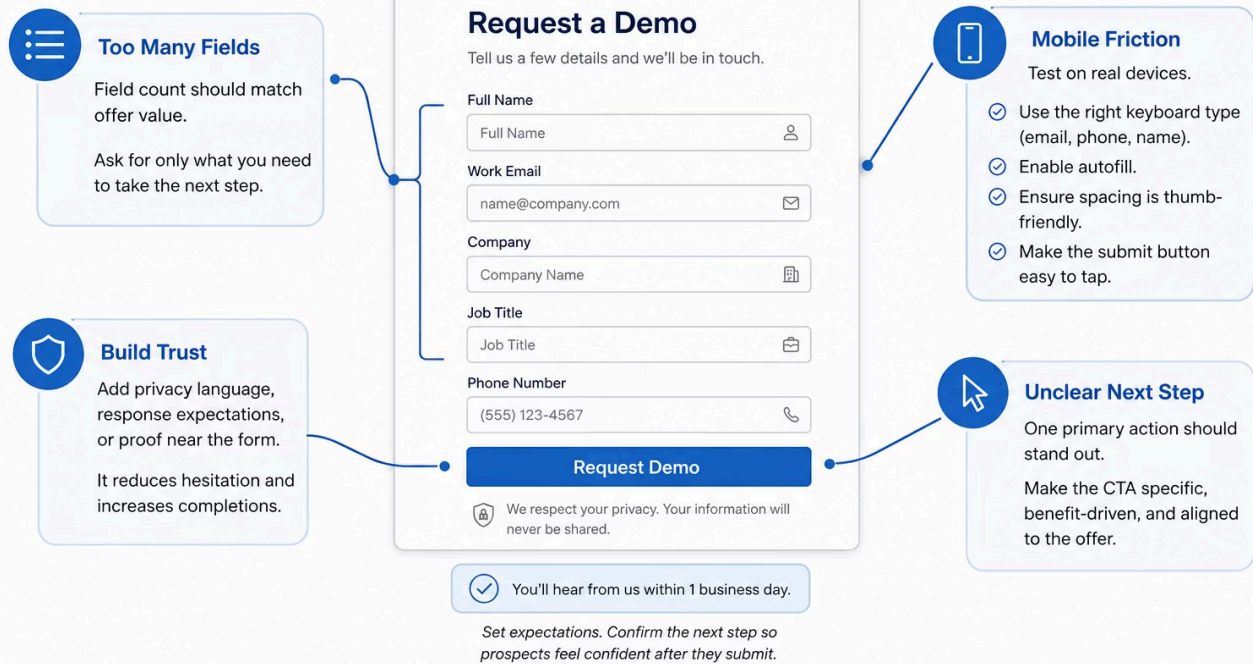 Too Many Fields
Field count should match
offer value.
Ask for only what you need
to take the next step.
Build Trust
Add privacy language,
response expectations,
or proof near the form.
It reduces hesitation and
increases completions.
Request a Demo
Tell us a few details and we'll be in touch.
Full Name
Full Name
Work Email
name@company.com
Company
Company Name
Job Title
Job Title
Phone Number
(555) 123-4567
Request Demo
We respect your privacy. Your information will
never be shared.
You'll hear from us within 1 business day.
Set expectations. Confirm the next step so
prospects feel confident after they submit.
Mobile Friction
Test on real devices.
Use the right keyboard type
(email, phone, name).
Enable autofill.
Ensure spacing is thumb-
friendly.
Make the submit button
easy to tap.
Unclear Next Step
One primary action should
stand out.
Make the CTA specific,
benefit-driven, and aligned
to the offer.